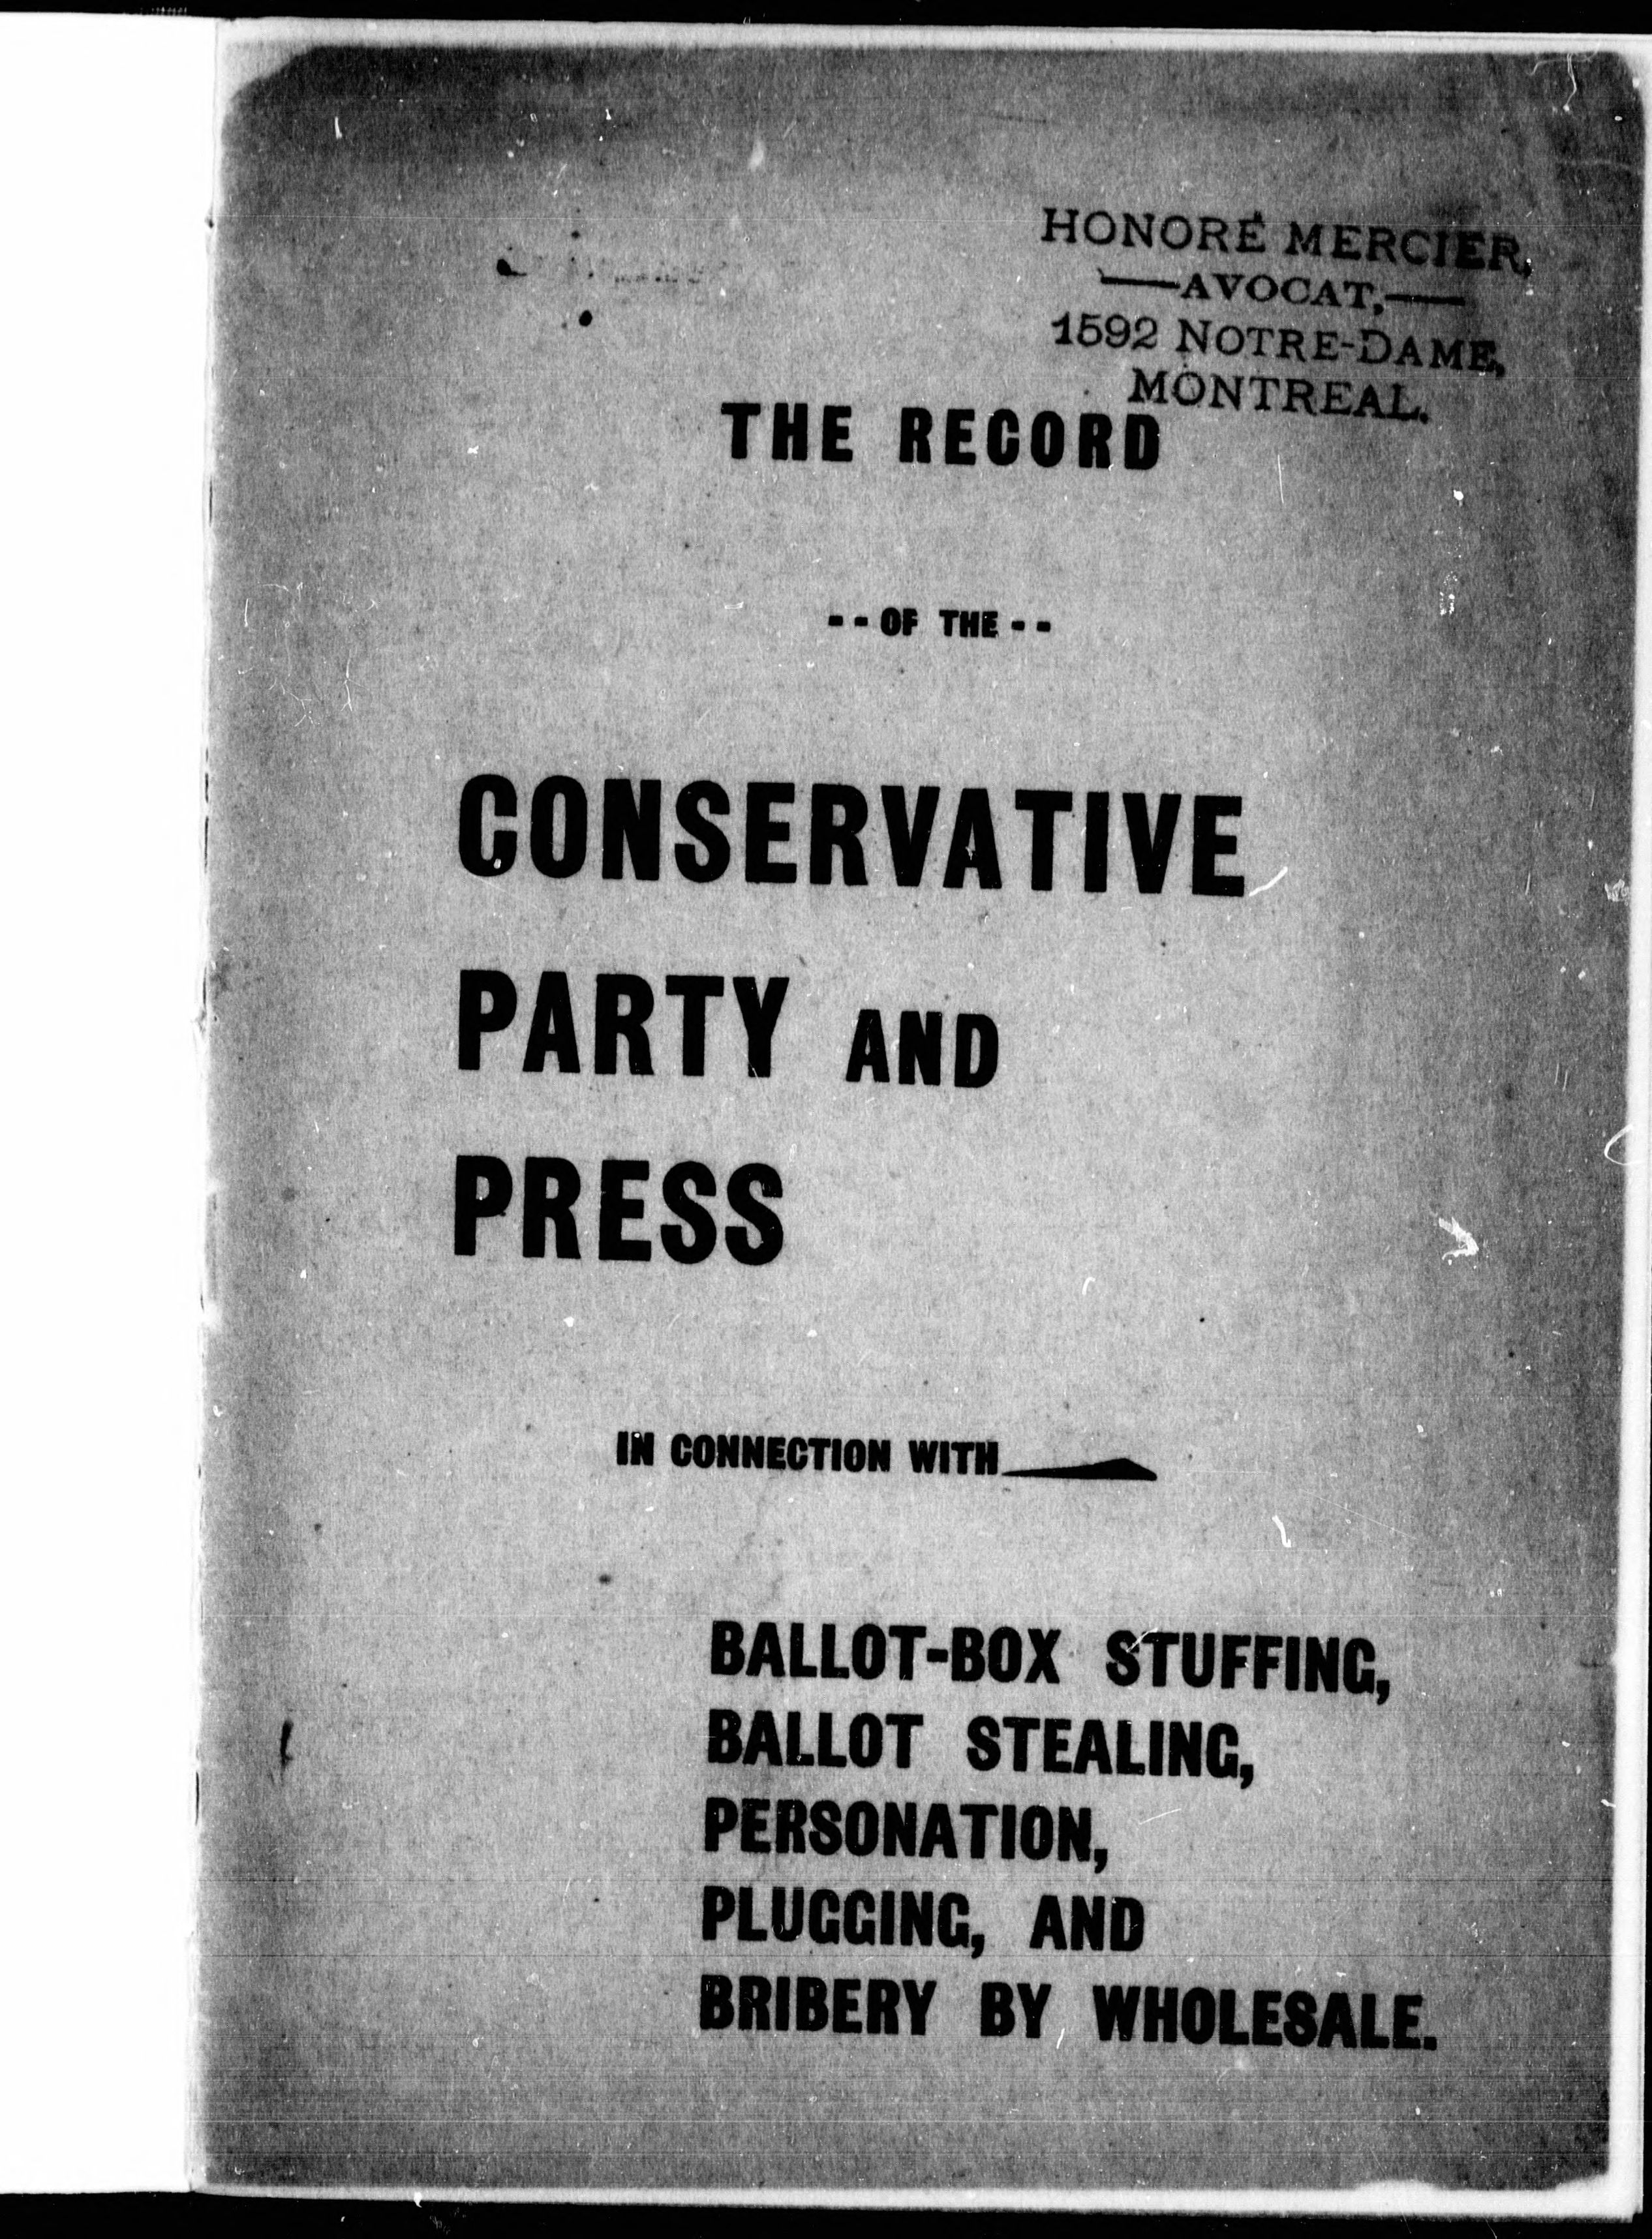 HONORÉ MERCIER,
AVOCAT,
1592 NOTRE-DAME,
MONTREAL.
THE RECORD
-- OF THE --
CONSERVATIVE
PARTY AND
PRESS
IN CONNECTION WITH
BALLOT-BOX STUFFING,
BALLOT STEALING,
PERSONATION,
PLUGGING, AND
BRIBERY BY WHOLESALE.